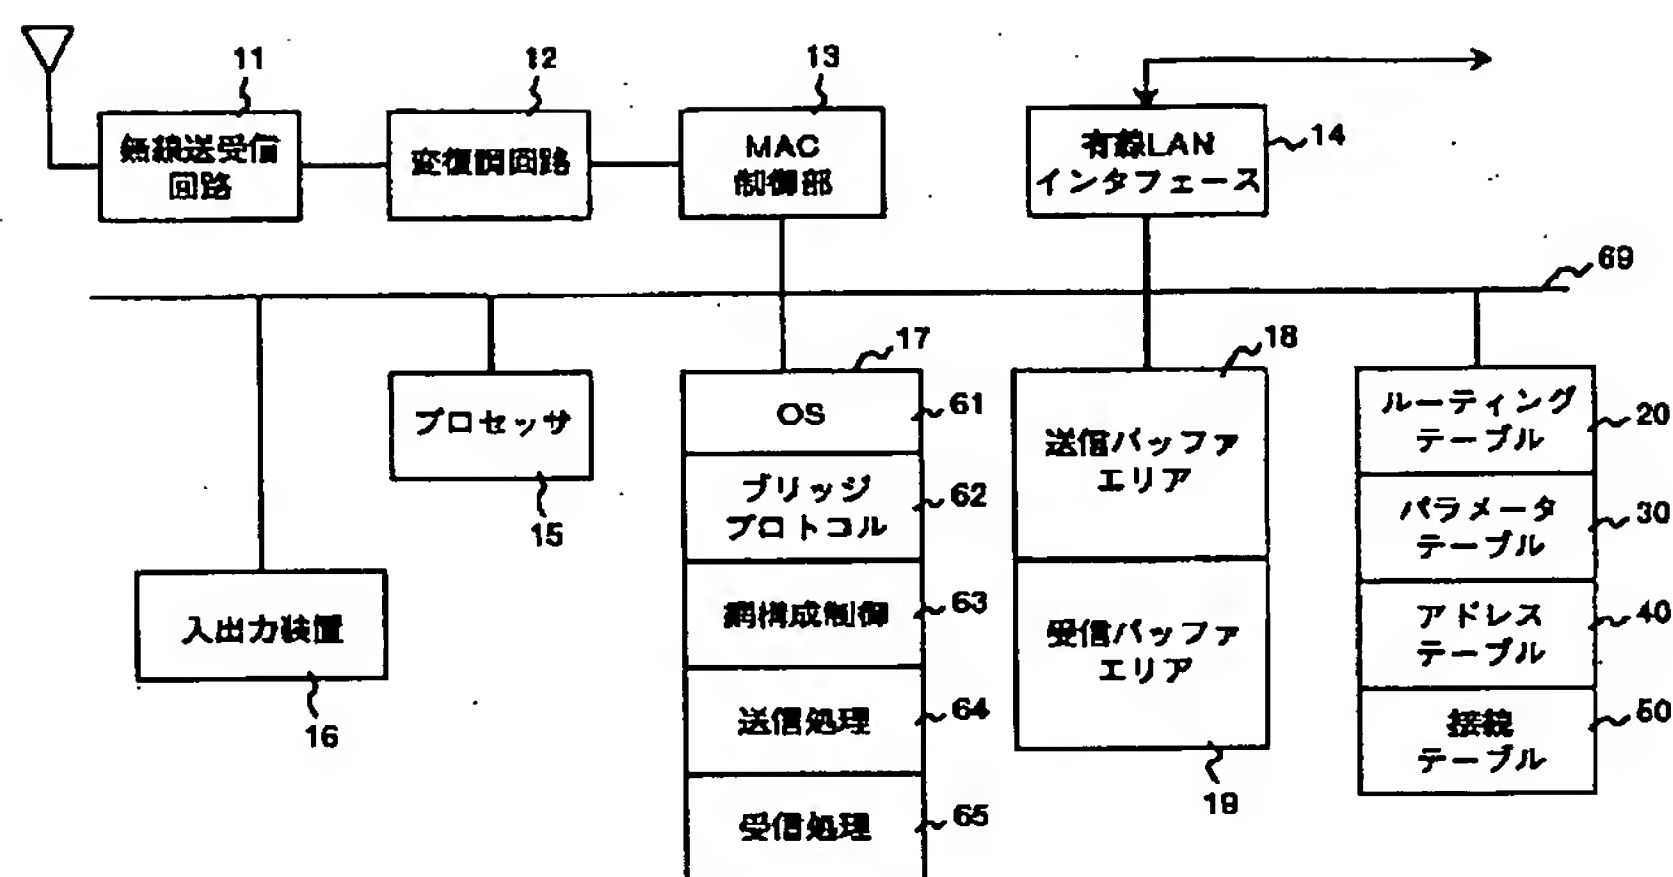 11
12
13
無線送受信
回路
変復調回路
MAC
制御部
有線LAN
インタフェース
14
69
17
18
プロセッサ
15
入出力装置
16
OS
61
ブリッジ
プロトコル
62
網構成制御
63
送信処理
64
受信処理
65
送信バッファ
エリア
受信バッファ
エリア
19
ルーティング
テーブル
20
パラメータ
テーブル
30
アドレス
テーブル
40
接続
テーブル
50